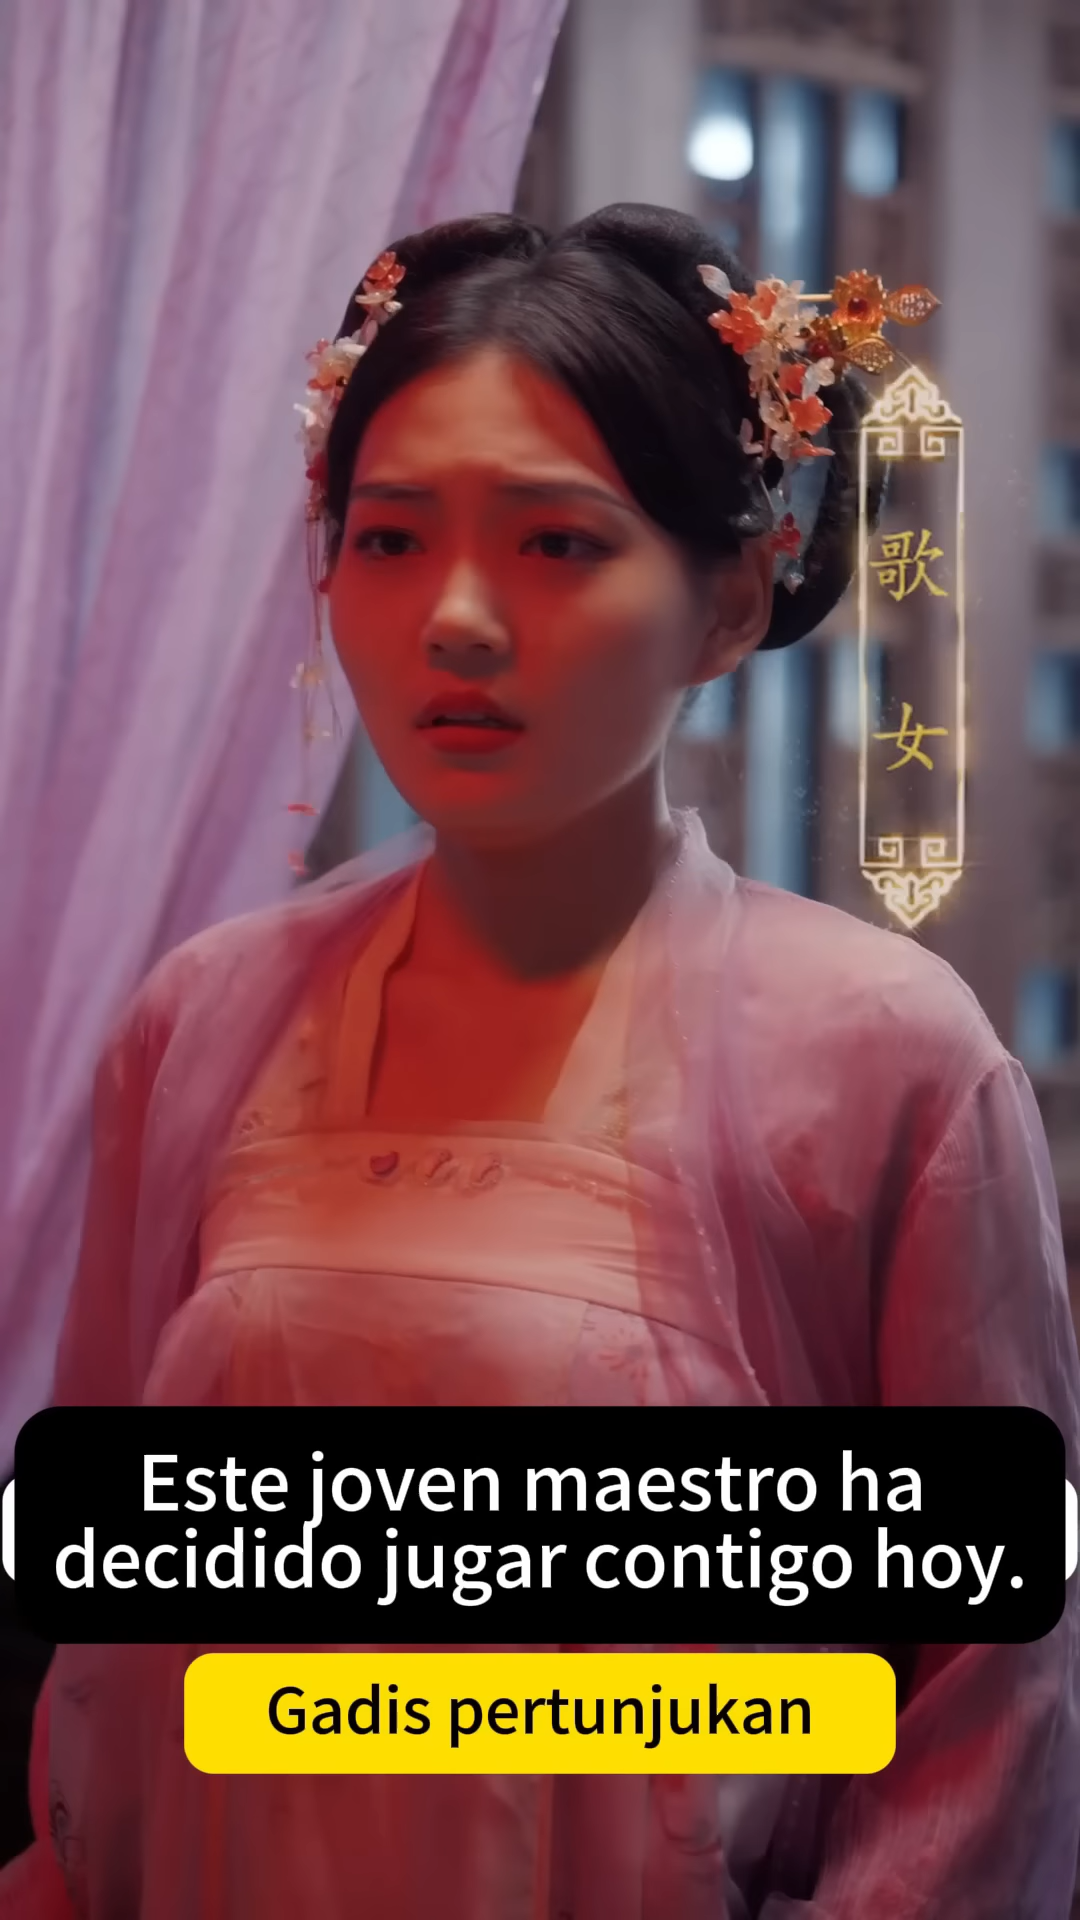 歌女
Este joven maestro ha
decidido jugar contigo hoy.
Gadis pertunjukan